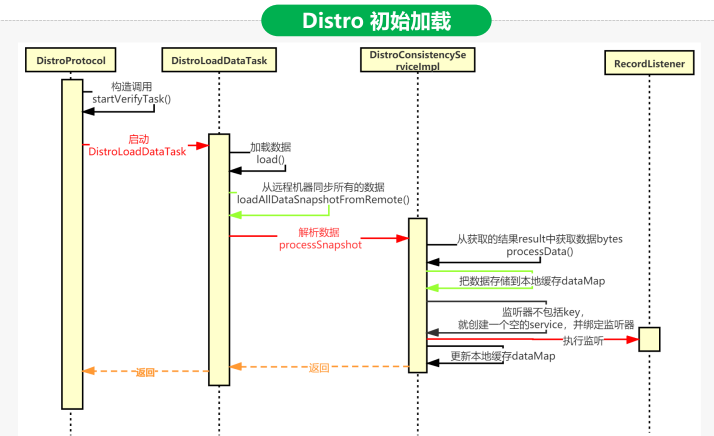 Distro 初始加载
DistroProtocol
DistroLoadDataTask
DistroConsistencySe
rviceImpl
RecordListener
构造调用
startVerifyTask()
启动
DistroLoadDataTask
加载数据
load()
从远程机器同步所有的数据
loadAllDataSnapshotFromRemote()
解析数据
processSnapshot
从获取的结果result中获取数据bytes
processData()
把数据存储到本地缓存dataMap
监听器不包括key，
就创建一个空的service，并绑定监听器
执行监听
更新本地缓存dataMap
返回
返回